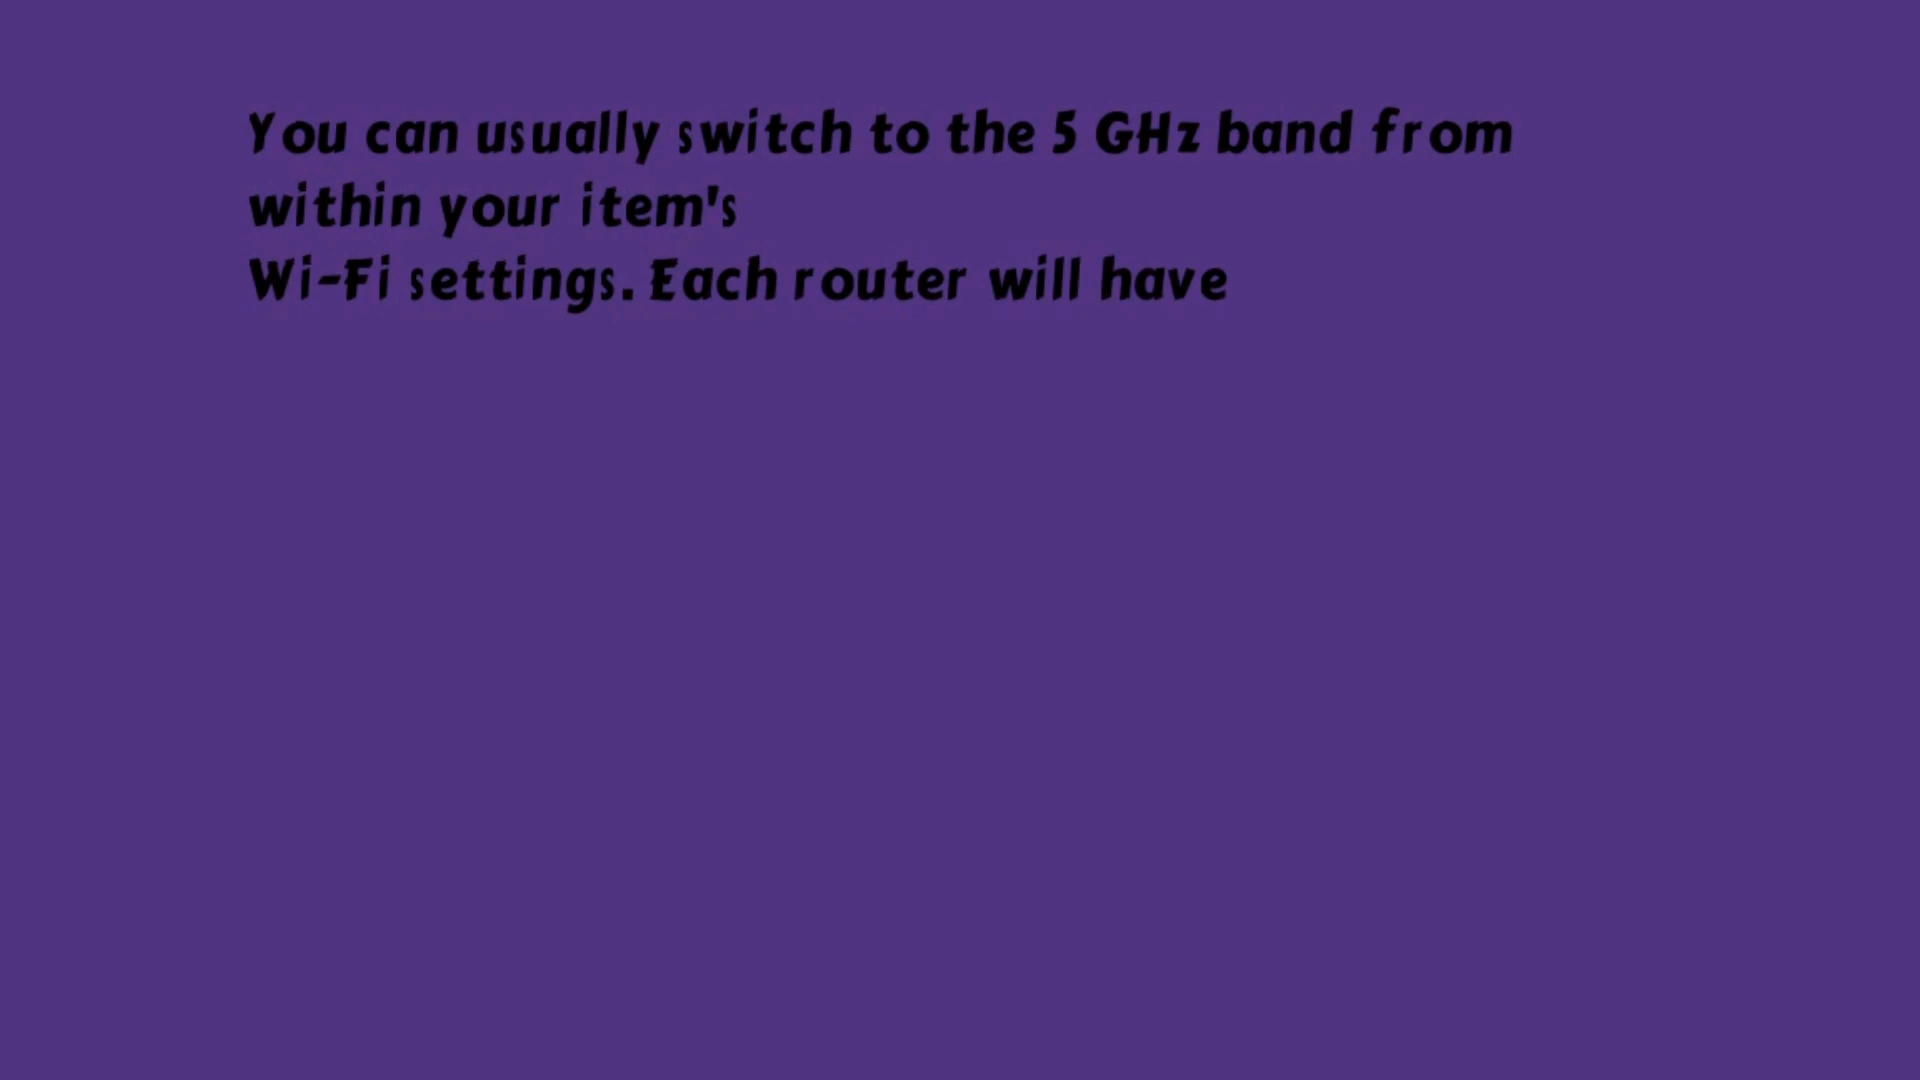 You can usually switch to the 5 GHz band from
within your item's
Wi-Fi settings. Each router will have